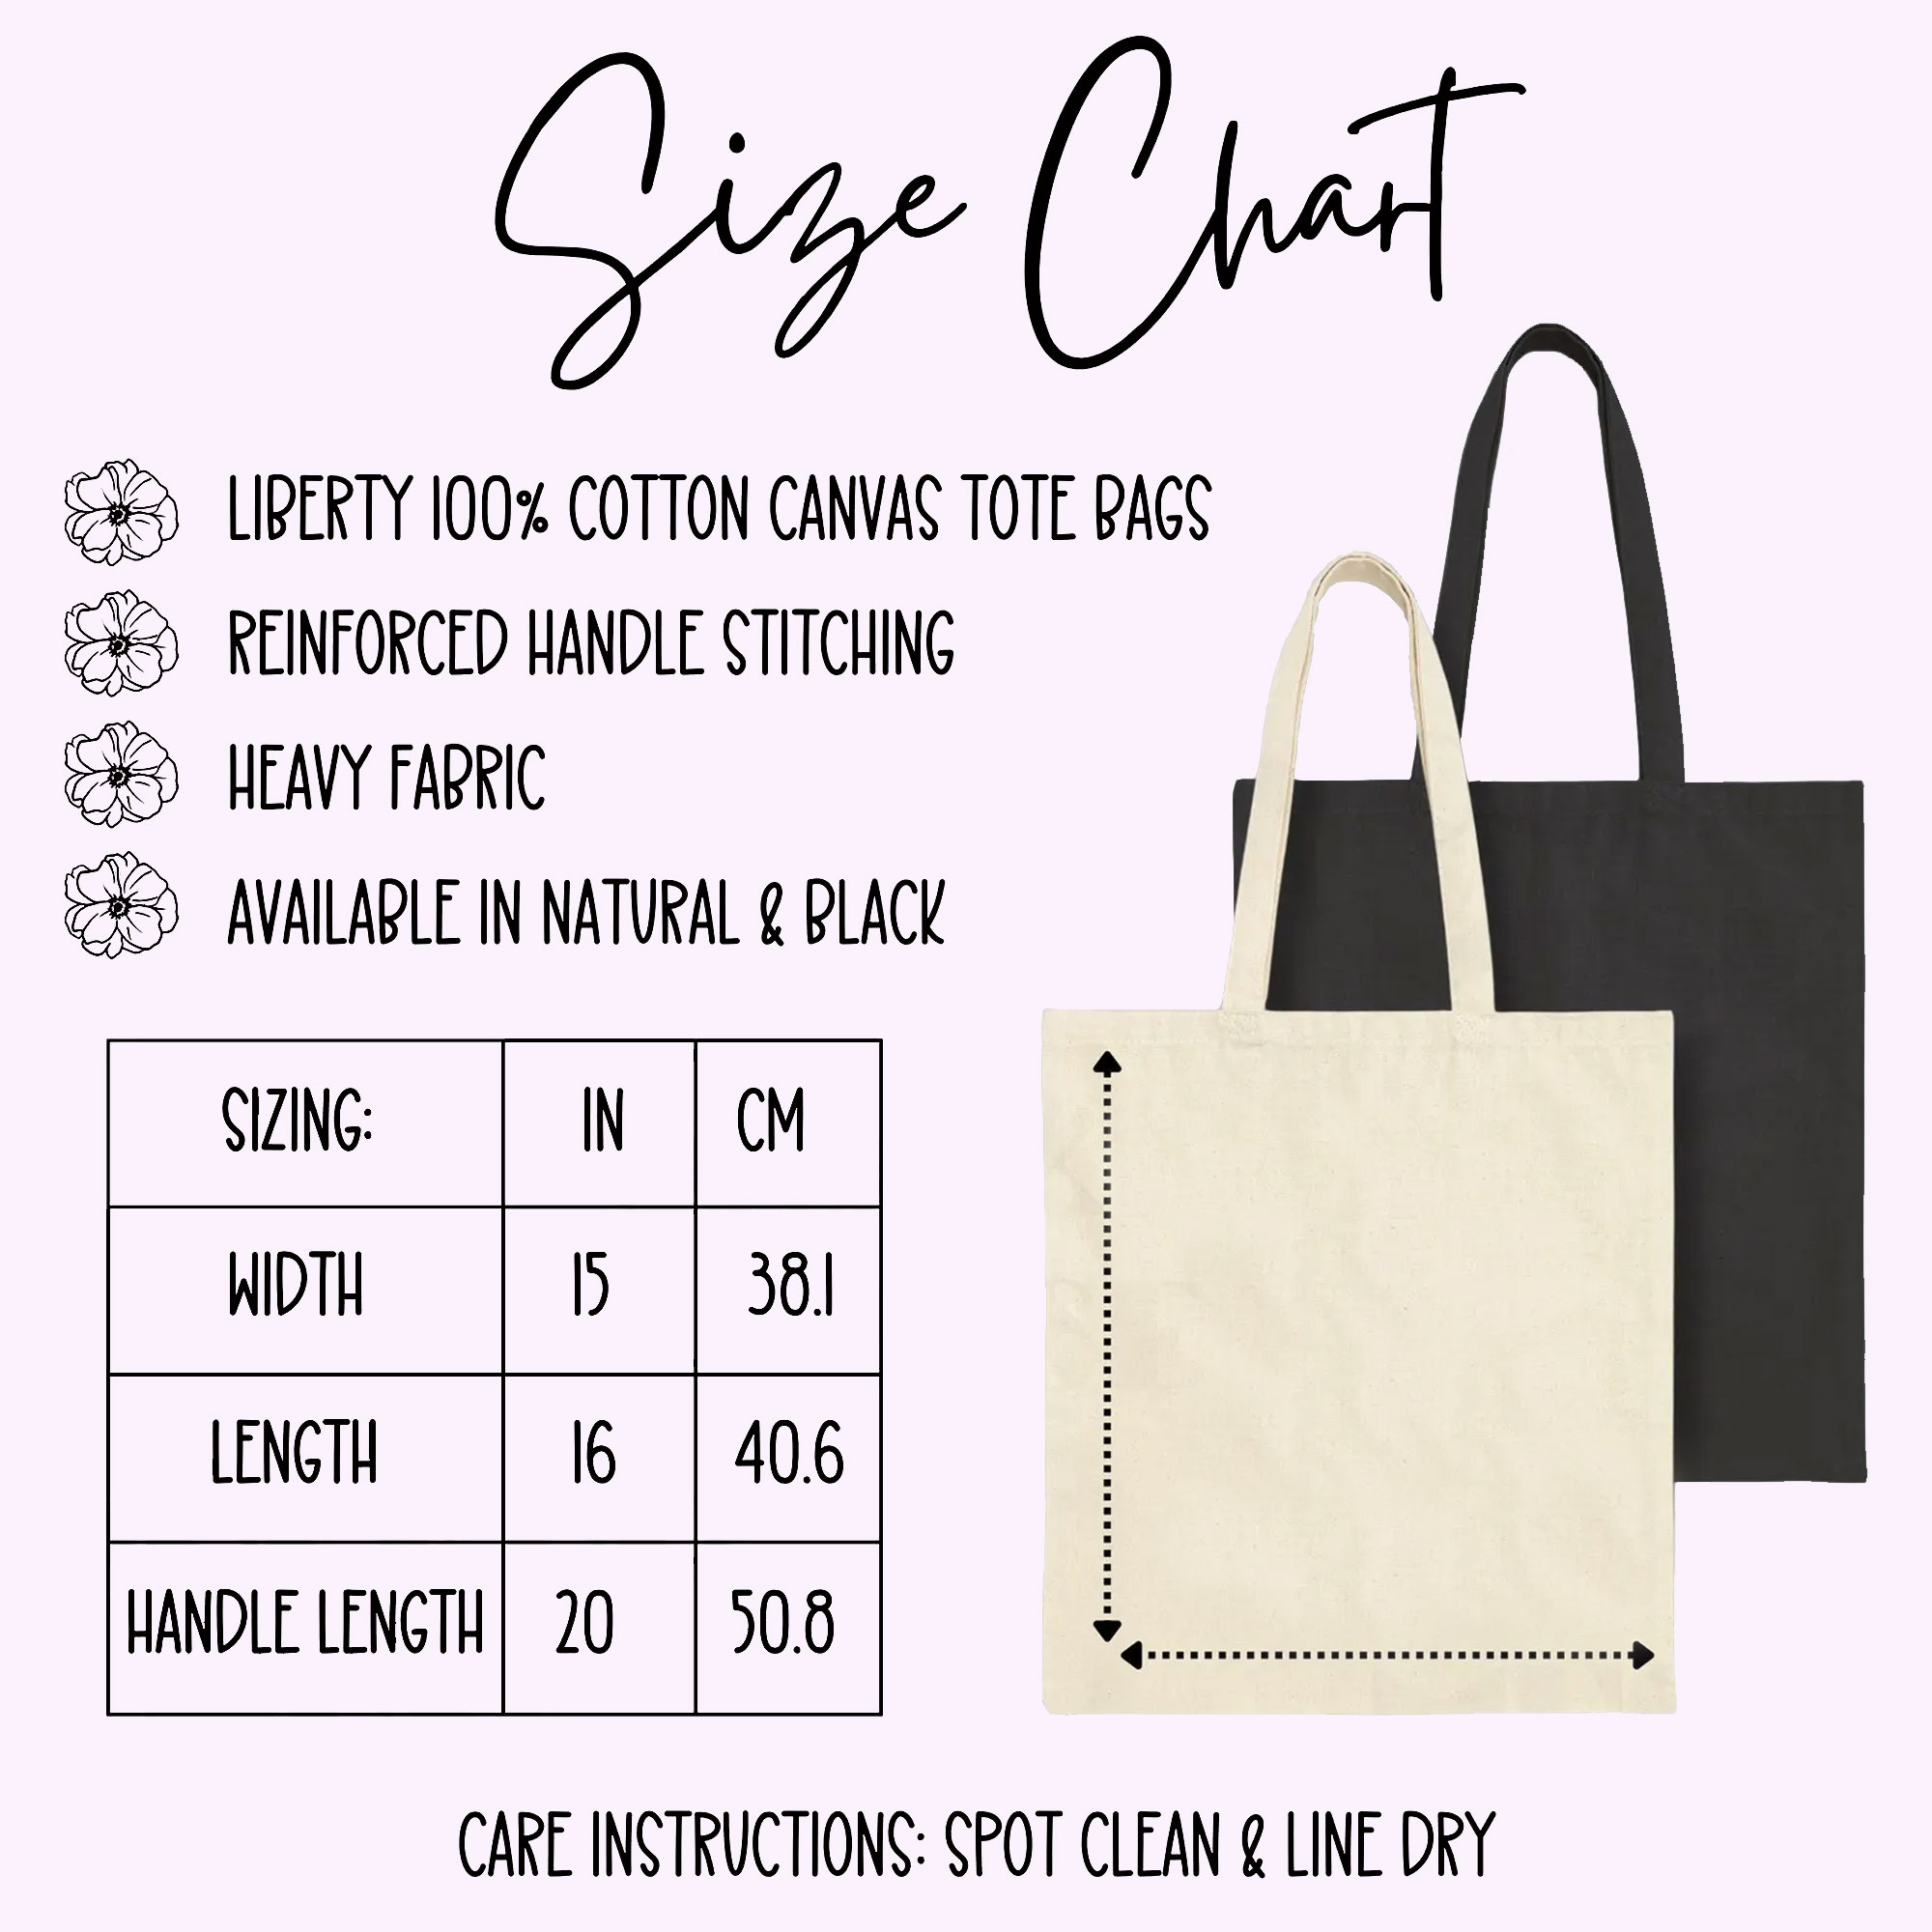 Size Chart
LIBERTY 100% COTTON CANVAS TOTE BAGS
REINFORCED HANDLE STITCHING
HEAVY FABRIC
AVAILABLE IN NATURAL & BLACK
SIZING: IN CM
WIDTH 15 38.1
LENGTH 16 40.6
HANDLE LENGTH 20 50.8
CARE INSTRUCTIONS: SPOT CLEAN & LINE DRY